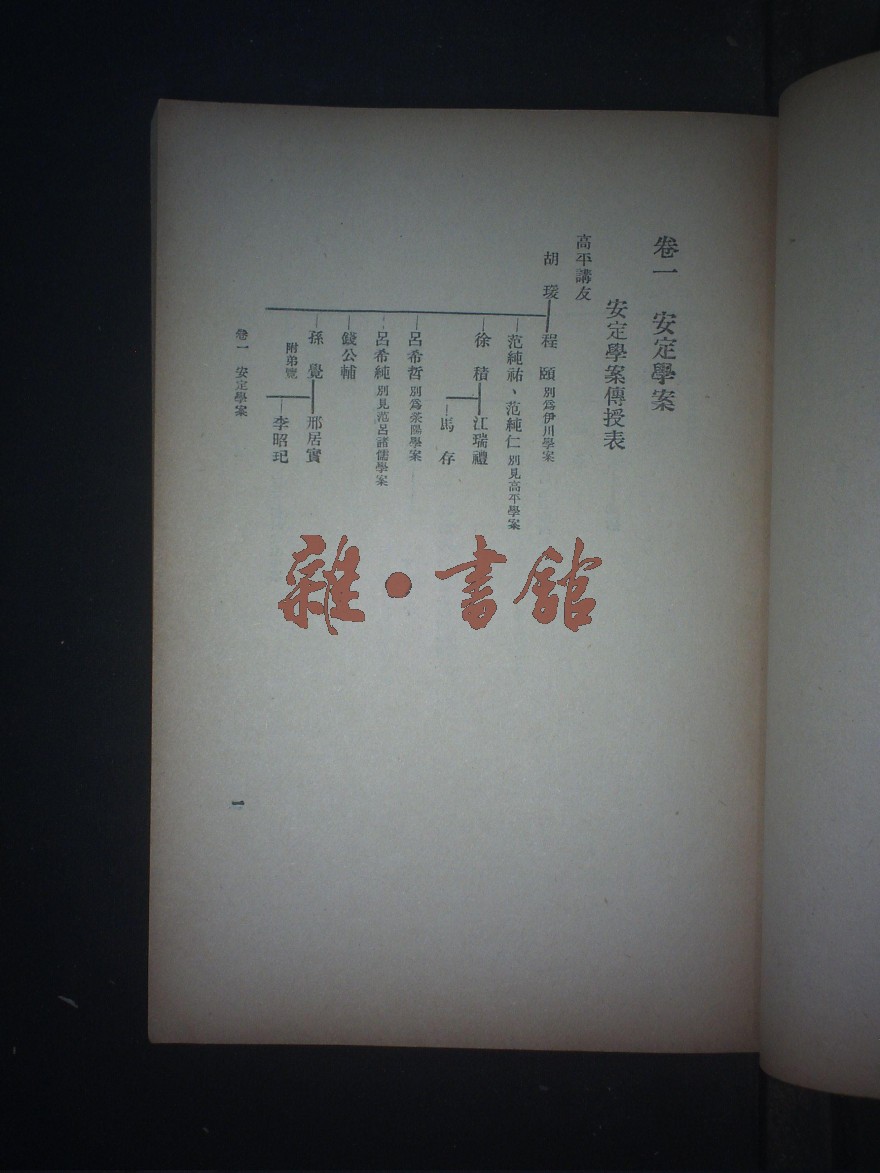 卷一　安定學案
安定學案傳授表
高平講友
胡　瑗
程　頤　別爲伊川學案
范純祐、范純仁　別見高平學案
徐　積
江瑞禮
馬　存
呂希哲　別爲滎陽學案
呂希純　別見范呂諸儒學案
錢公輔
孫　覺
邢居實
附弟覽
李昭玘
卷一　安定學案
一
雜・書館